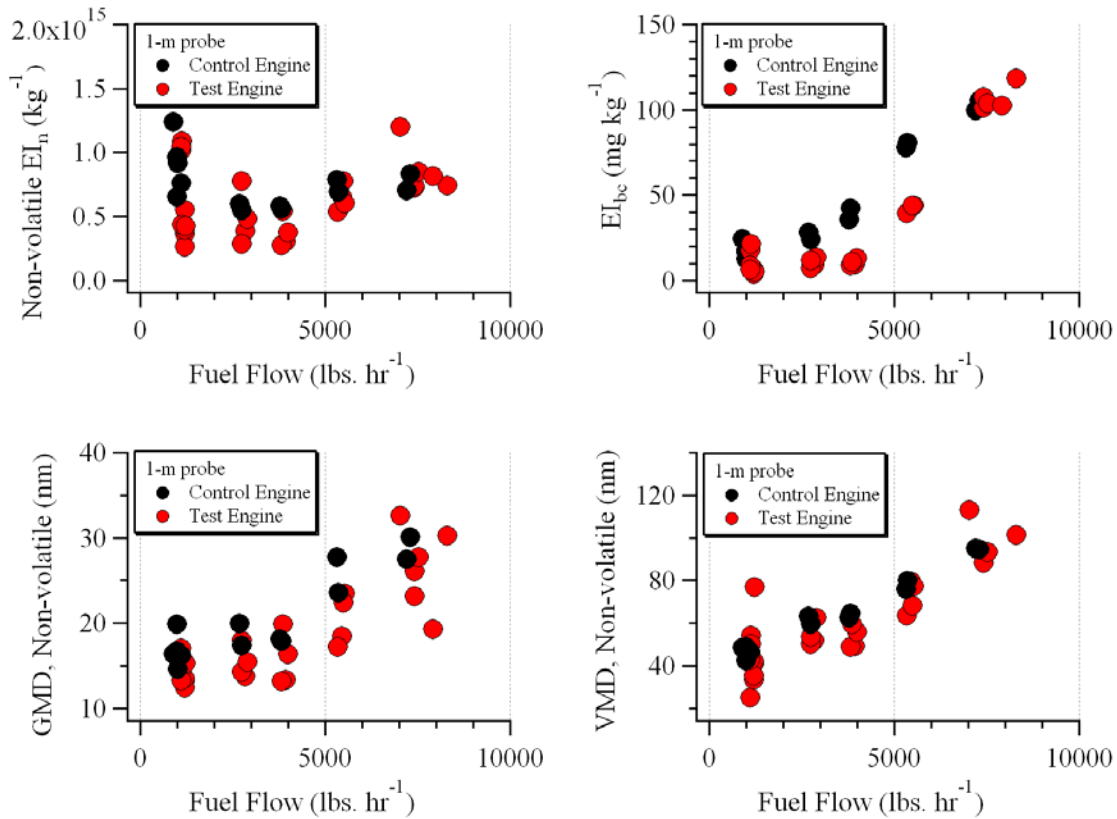 2.0x10^15
1.5
1.0
0.5
0.0
Non-volatile EI_n (kg^-1)
1-m probe
Control Engine
Test Engine
0
5000
10000
Fuel Flow (lbs. hr^-1)
150
100
50
0
EI_bc (mg kg^-1)
1-m probe
Control Engine
Test Engine
0
5000
10000
Fuel Flow (lbs. hr^-1)
40
30
20
10
GMD, Non-volatile (nm)
1-m probe
Control Engine
Test Engine
0
5000
10000
Fuel Flow (lbs. hr^-1)
120
80
40
VMD, Non-volatile (nm)
1-m probe
Control Engine
Test Engine
0
5000
10000
Fuel Flow (lbs. hr^-1)